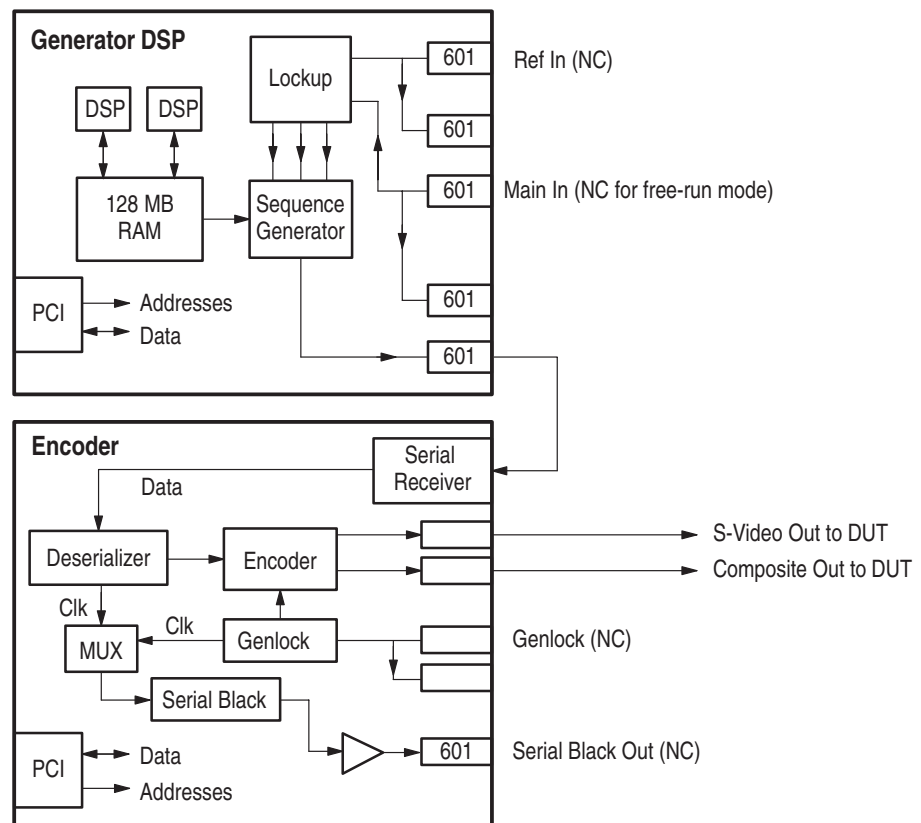 Generator DSP
Lockup
601
Ref In (NC)
DSP
DSP
601
128 MB
RAM
Sequence
Generator
601
Main In (NC for free-run mode)
PCI
Addresses
Data
601
601
Encoder
Serial
Receiver
Data
Deserializer
Encoder
S-Video Out to DUT
Composite Out to DUT
Clk
MUX
Clk
Genlock
Genlock (NC)
Serial Black
601
Serial Black Out (NC)
PCI
Data
Addresses